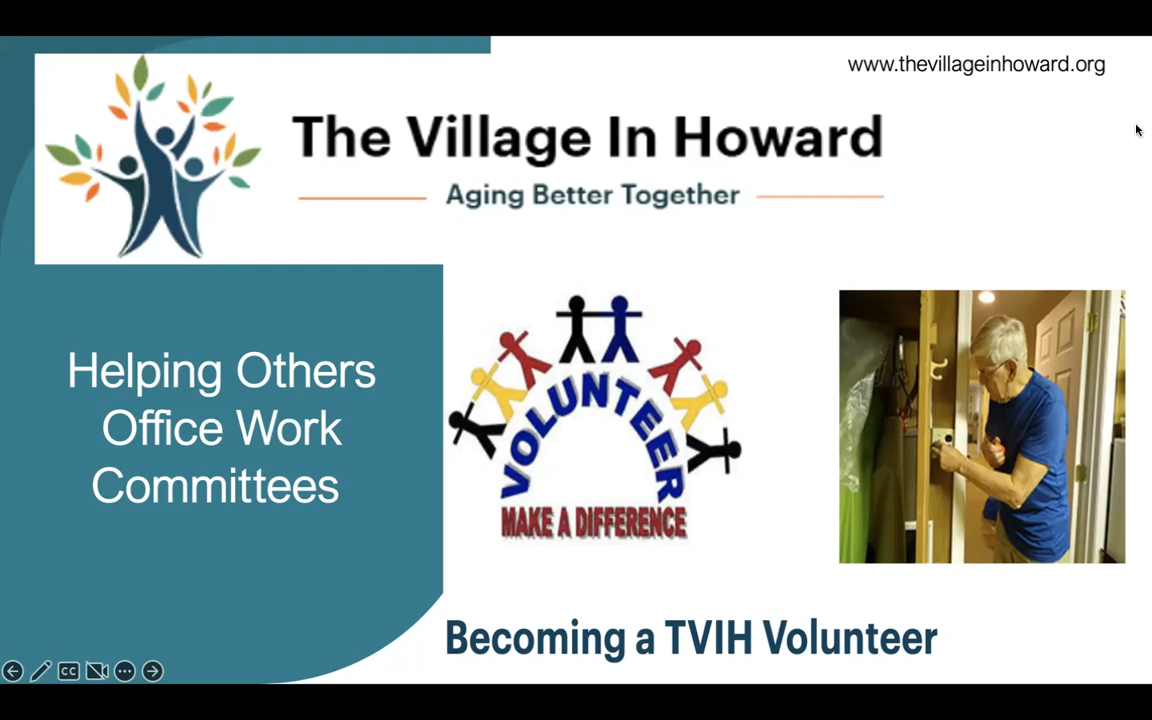 www.thevillageinhoward.org
The Village In Howard
Aging Better Together
Helping Others
Office Work
Committees
VOLUNTEER
MAKE A DIFFERENCE
Becoming a TVIH Volunteer
CC